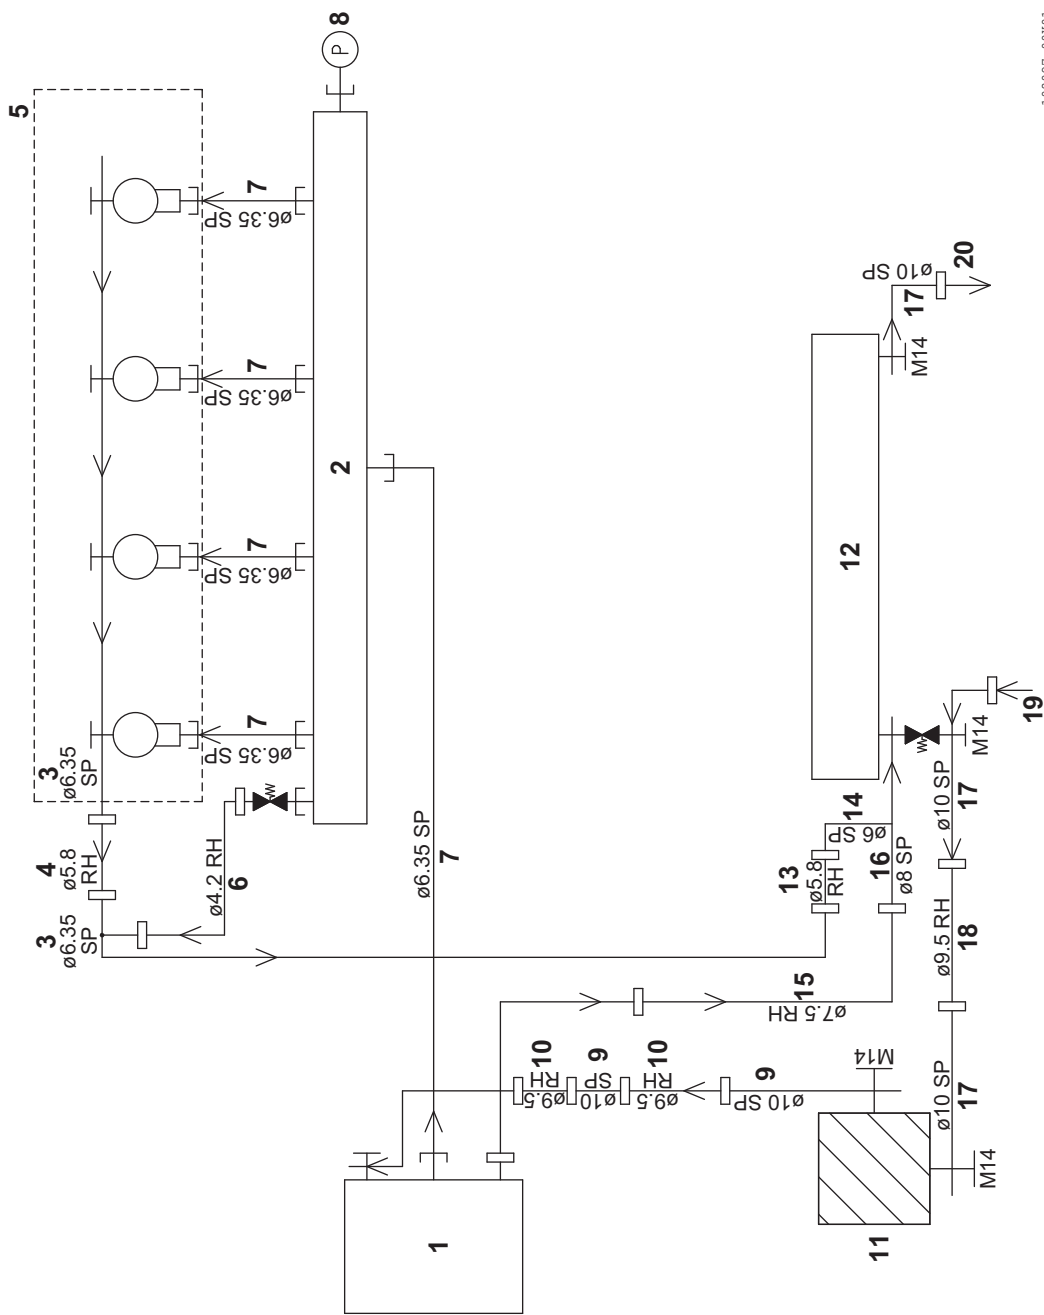 8
P
5
7
ø6.35 SP
7
ø6.35 SP
7
ø6.35 SP
7
ø6.35 SP
2
3
ø6.35
SP
4
ø5.8
RH
3
ø6.35
SP
ø4.2 RH
6
ø6.35 SP
7
1
10
ø9.5
RH
9
ø10
SP
10
ø9.5
RH
9
ø10 SP
M14
11
M14
ø10 SP
17
ø9.5 RH
18
ø10 SP
17
M14
19
15
ø7.5 RH
13
ø5.8
RH
14
ø6 SP
16
ø8 SP
12
M14
17
ø10 SP
20